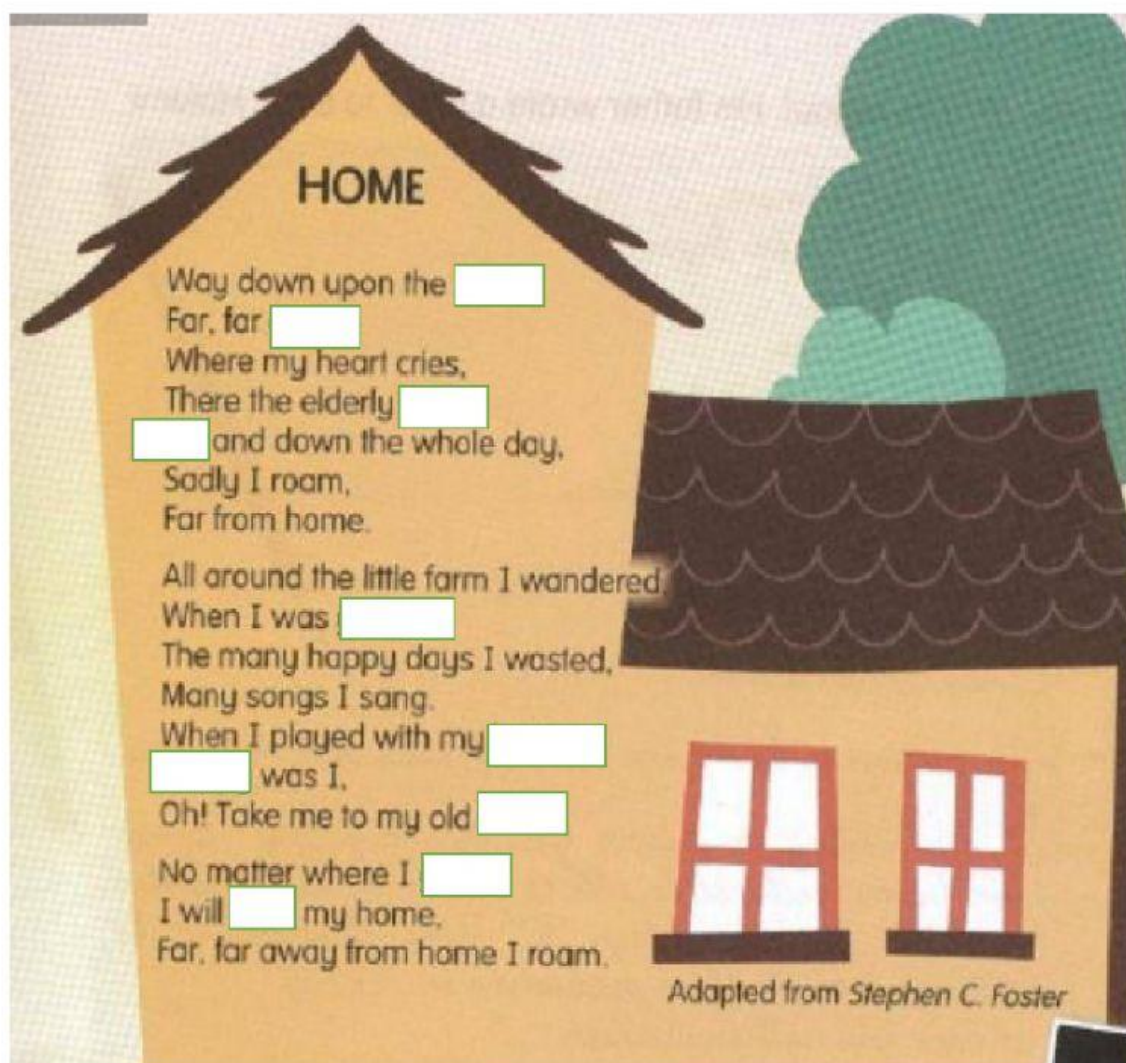 HOME
Way down upon the
Far, far
Where my heart cries,
There the elderly
and down the whole day,
Sadly I roam,
Far from home.
All around the little farm I wandered,
When I was
The many happy days I wasted,
Many songs I sang.
When I played with my
was I,
Oh! Take me to my old
No matter where I
I will my home,
Far, far away from home I roam.
Adapted from Stephen C. Foster